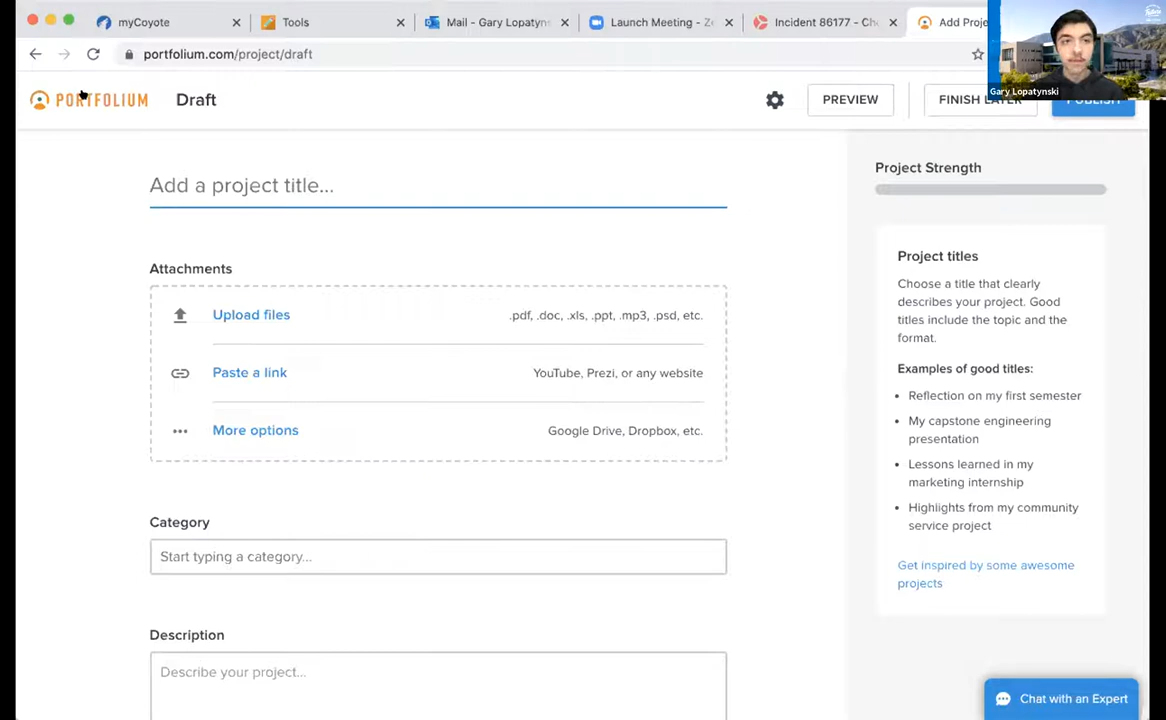 myCoyote
Tools
Mail - Gary Lopatyn
Launch Meeting - Ze
Incident 86177 - Ch
Add Proje
portfolium.com/project/draft
Gary Lopatynski
PORTFOLIUM
Draft
PREVIEW
FINISH LATER
PUBLISH
Add a project title...
Attachments
Upload files
.pdf, .doc, .xls, .ppt, .mp3, .psd, etc.
Paste a link
YouTube, Prezi, or any website
More options
Google Drive, Dropbox, etc.
Category
Start typing a category...
Description
Describe your project...
Project Strength
Project titles
Choose a title that clearly
describes your project. Good
titles include the topic and the
format.
Examples of good titles:
• Reflection on my first semester
• My capstone engineering
presentation
• Lessons learned in my
marketing internship
• Highlights from my community
service project
Get inspired by some awesome
projects
Chat with an Expert